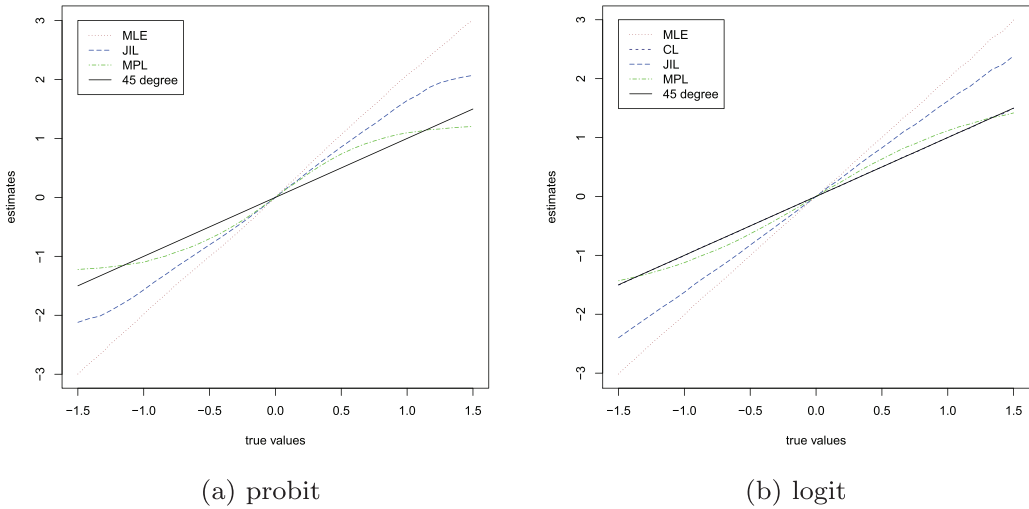 MLE
JIL
MPL
45 degree
3
2
1
0
−1
−2
−3
estimates
−1.5
−1.0
−0.5
0.0
0.5
1.0
1.5
true values
(a) probit
MLE
CL
JIL
MPL
45 degree
3
2
1
0
−1
−2
−3
estimates
−1.5
−1.0
−0.5
0.0
0.5
1.0
1.5
true values
(b) logit